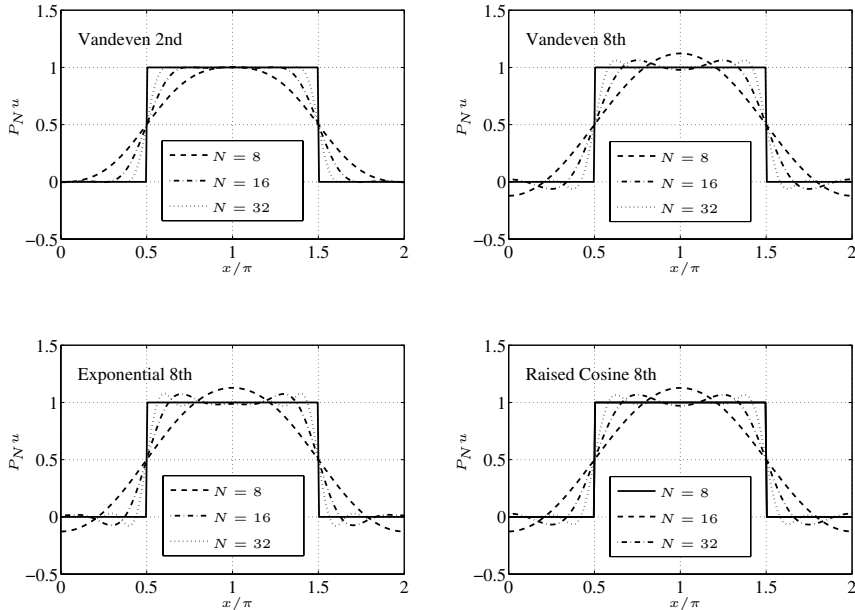 1.5
1
0.5
0
−0.5
P_N u
Vandeven 2nd
N = 8
N = 16
N = 32
0
0.5
1
1.5
2
x/π
1.5
1
0.5
0
−0.5
P_N u
Vandeven 8th
N = 8
N = 16
N = 32
0
0.5
1
1.5
2
x/π
1.5
1
0.5
0
−0.5
P_N u
Exponential 8th
N = 8
N = 16
N = 32
0
0.5
1
1.5
2
x/π
1.5
1
0.5
0
−0.5
P_N u
Raised Cosine 8th
N = 8
N = 16
N = 32
0
0.5
1
1.5
2
x/π